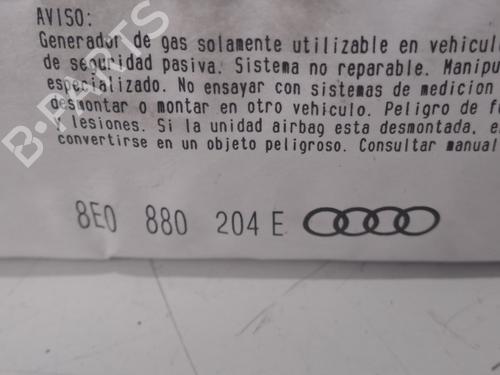 AVISO:
Generador de gas solamente utilizable en vehicul
de seguridad pasiva. Sistema no reparable. Manipu
especializado. No ensayar con sistemas de medicion
desmontar o montar en otro vehiculo. Peligro de f
y lesiones. Si la unidad airbag esta desmontada, e
convertirse en un objeto peligroso. Consultar manual
8E0 880 204 E
B-PARTS